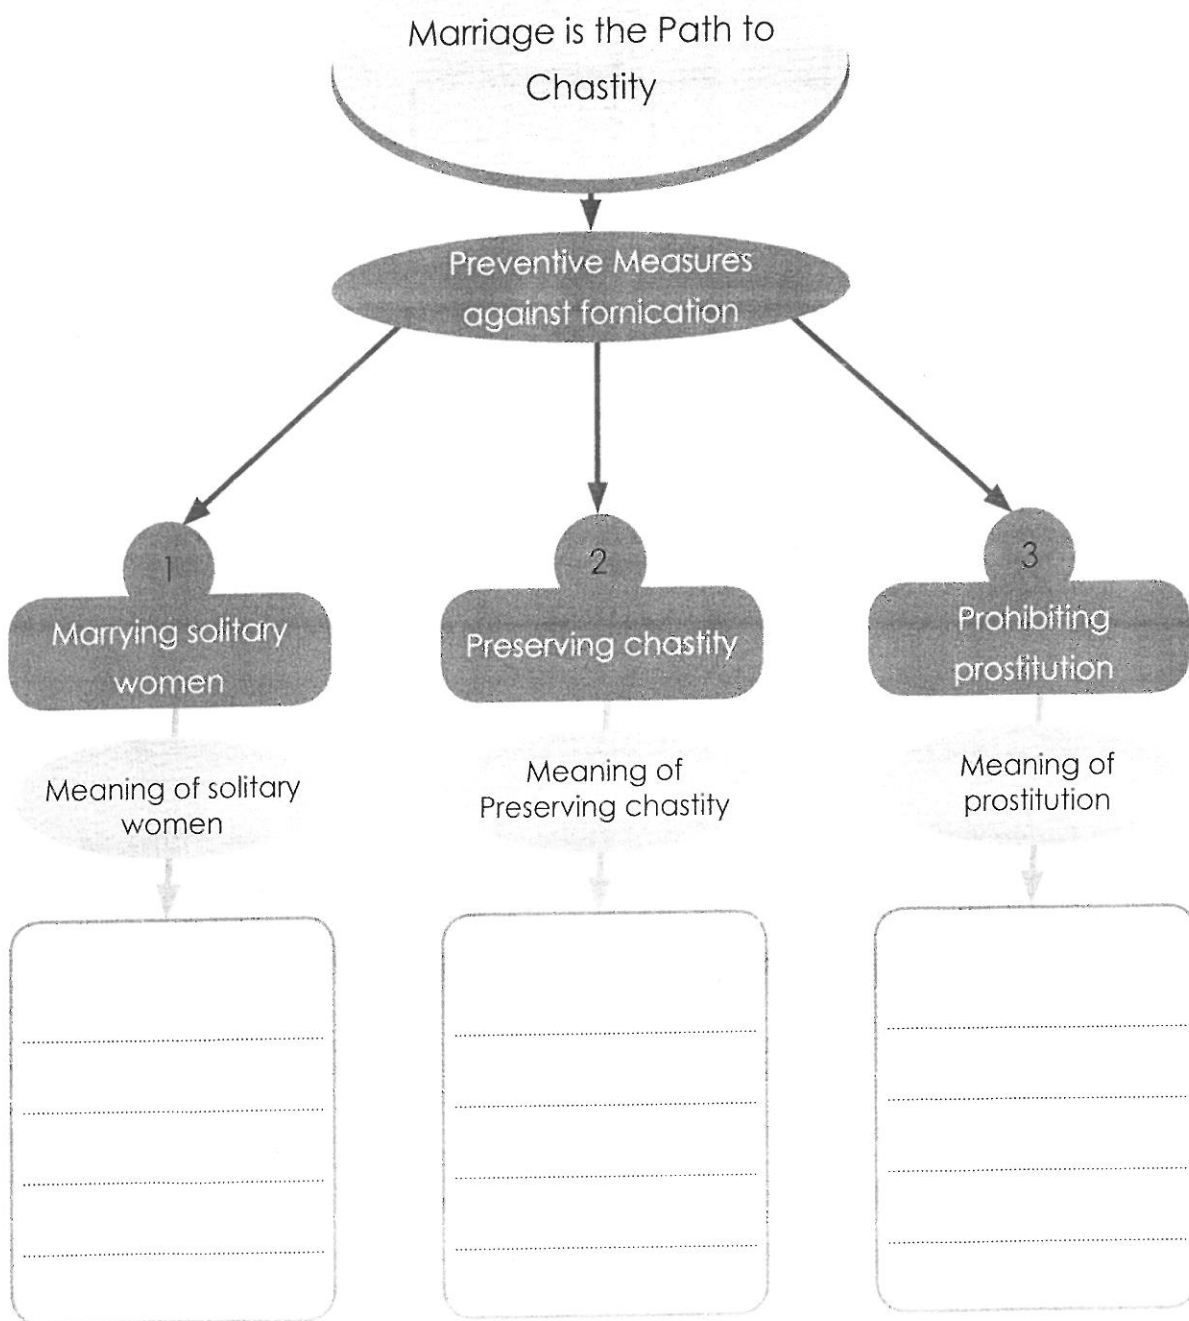 Marriage is the Path to
Chastity
Preventive Measures
against fornication
1
2
3
Marrying solitary
women
Preserving chastity
Prohibiting
prostitution
Meaning of solitary
women
Meaning of
Preserving chastity
Meaning of
prostitution